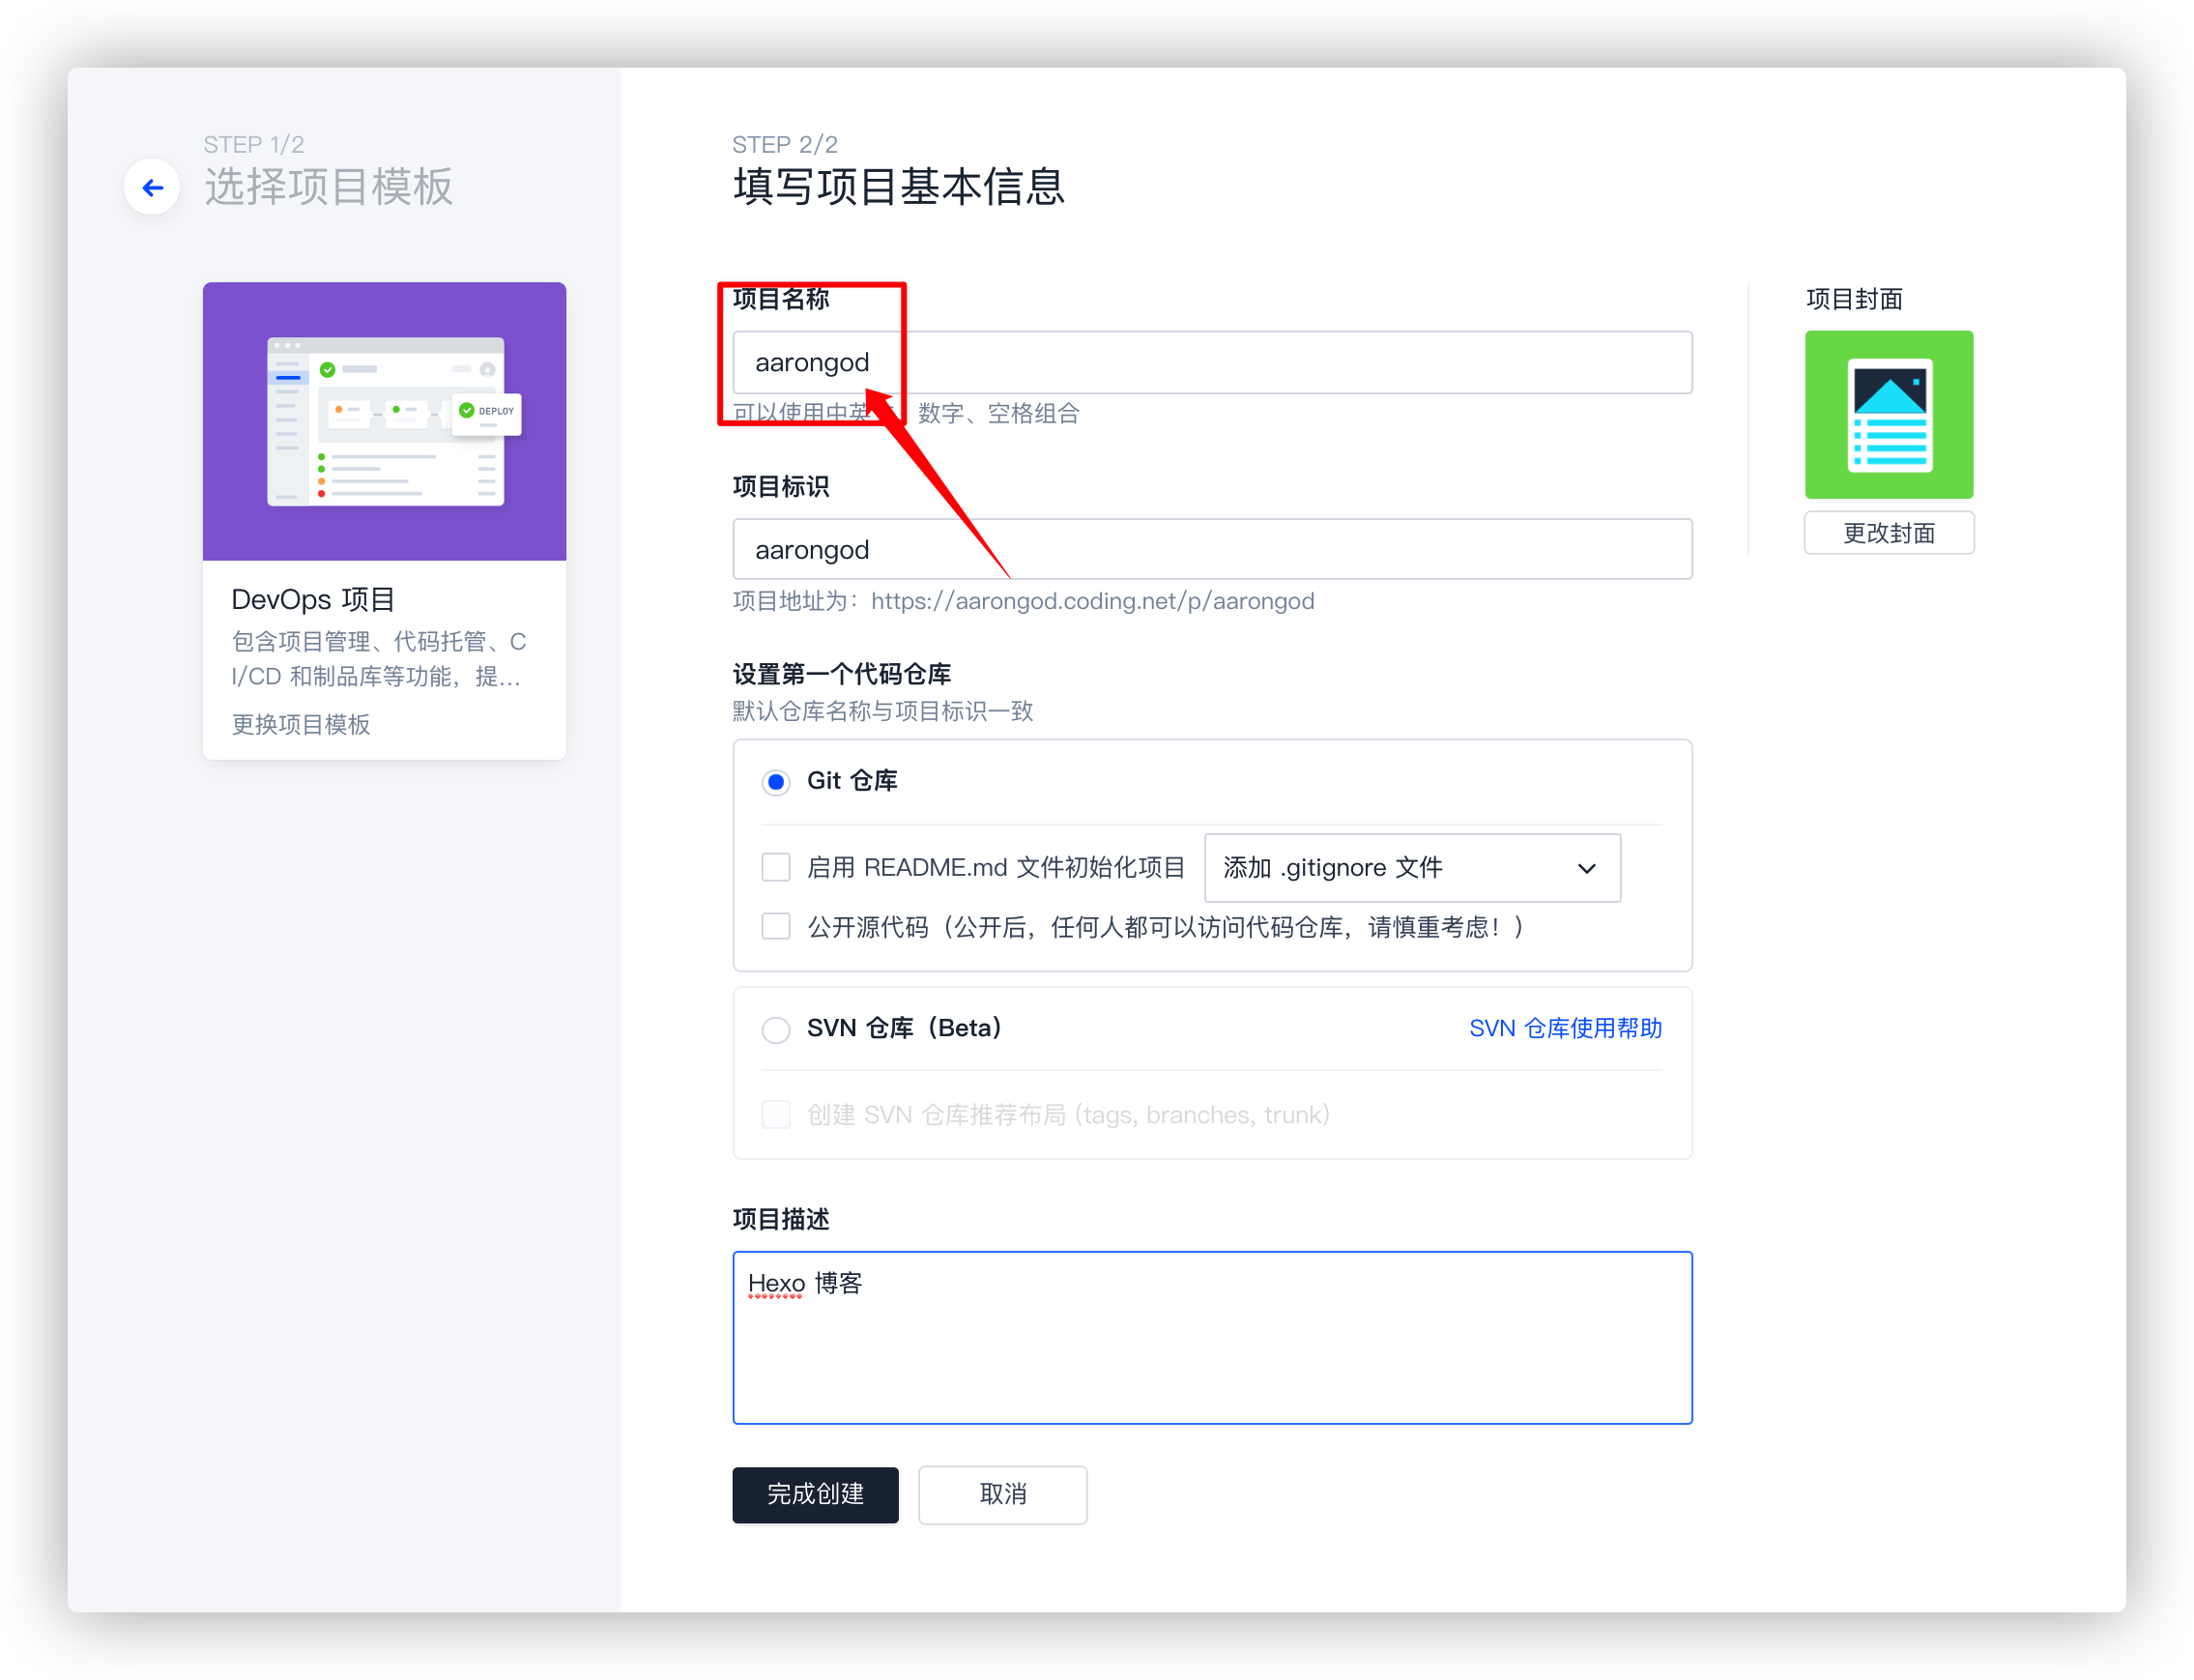 STEP 1/2
选择项目模板
DEPLOY
DevOps 项目
包含项目管理、代码托管、C
I/CD 和制品库等功能，提...
更换项目模板
STEP 2/2
填写项目基本信息
项目名称
aarongod
可以使用中英、数字、空格组合
项目标识
aarongod
项目地址为：https://aarongod.coding.net/p/aarongod
设置第一个代码仓库
默认仓库名称与项目标识一致
Git 仓库
启用 README.md 文件初始化项目
添加 .gitignore 文件
公开源代码（公开后，任何人都可以访问代码仓库，请慎重考虑！）
SVN 仓库（Beta）
SVN 仓库使用帮助
创建 SVN 仓库推荐布局 (tags, branches, trunk)
项目描述
Hexo 博客
完成创建
取消
项目封面
更改封面